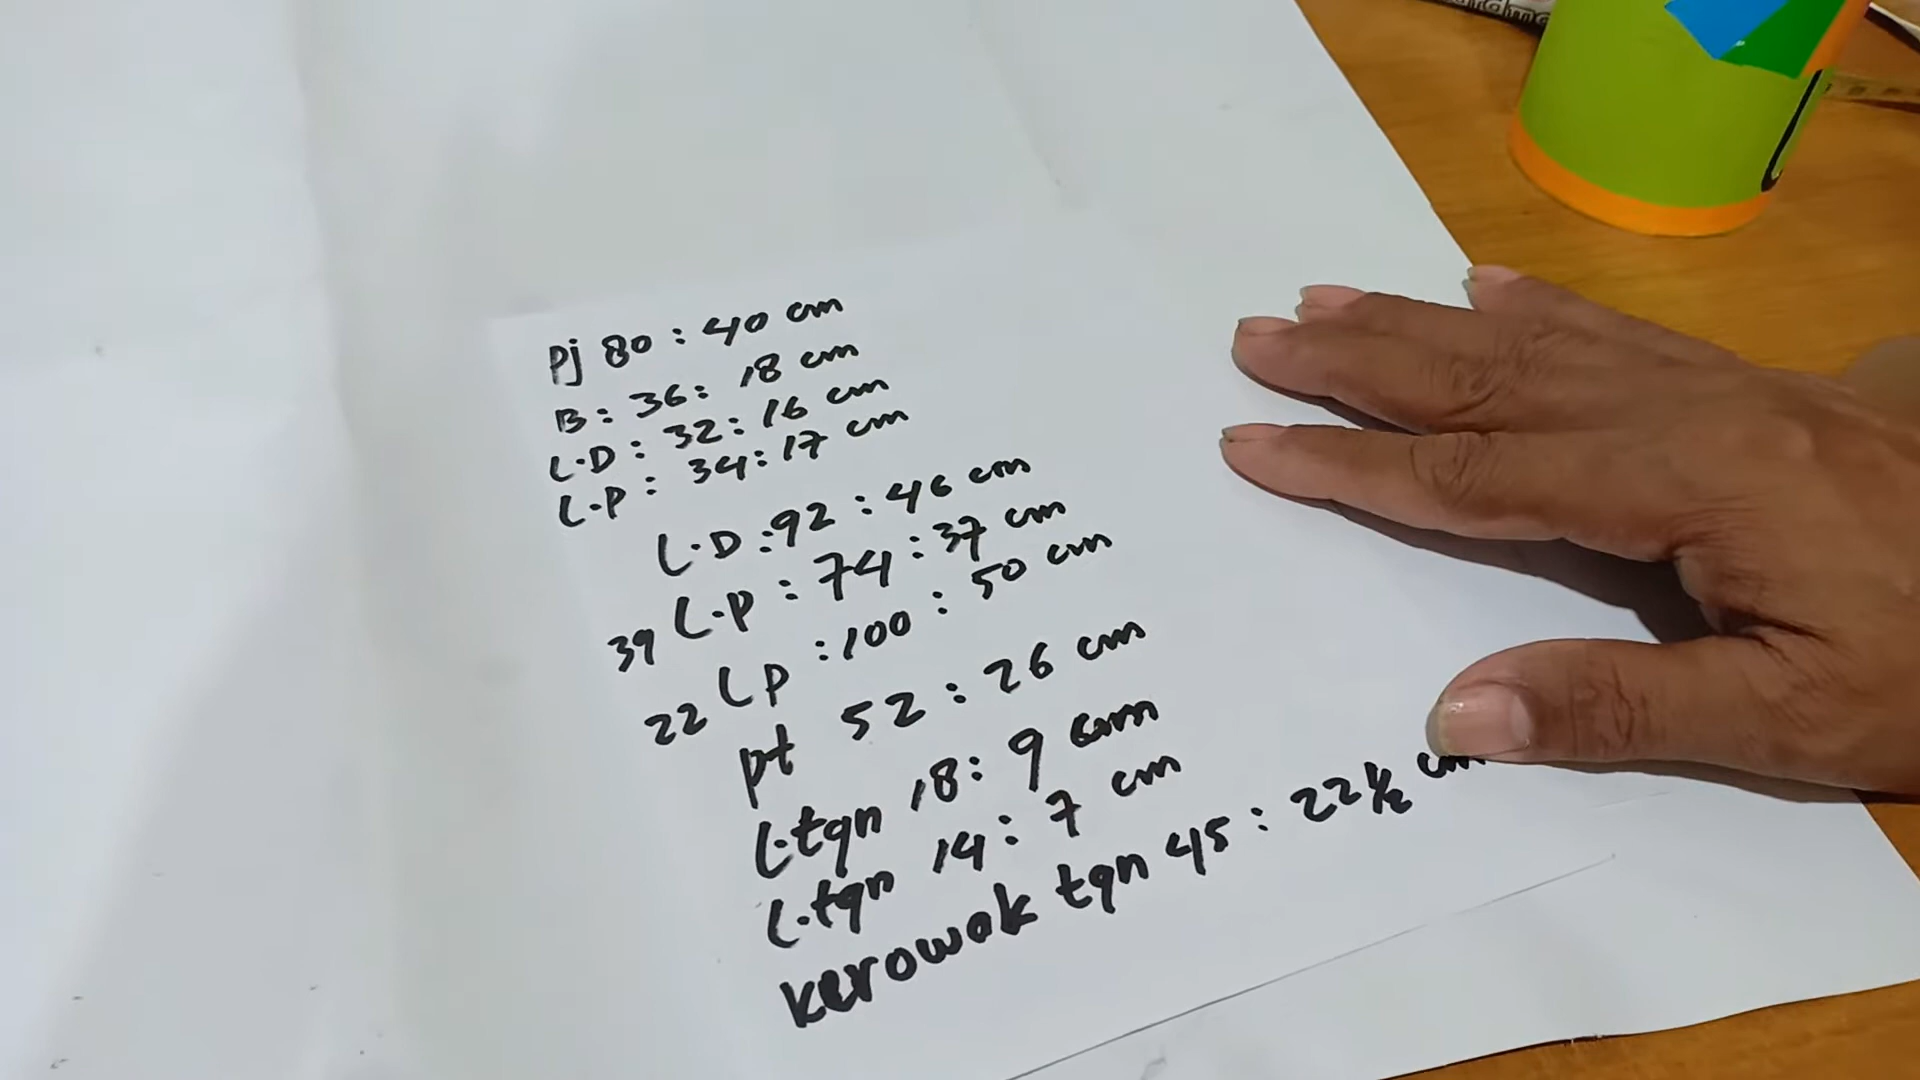 Pj 80 : 40 cm
B : 36 : 18 cm
L.D : 32 : 16 cm
L.P : 34 : 17 cm
L.D : 92 : 46 cm
39 L.P : 74 : 37 cm
22 LP : 100 : 50 cm
pt 52 : 26 cm
L.tgn 18 : 9 cm
L.tgn 14 : 7 cm
kerowak tgn 45 : 22 ½ cm